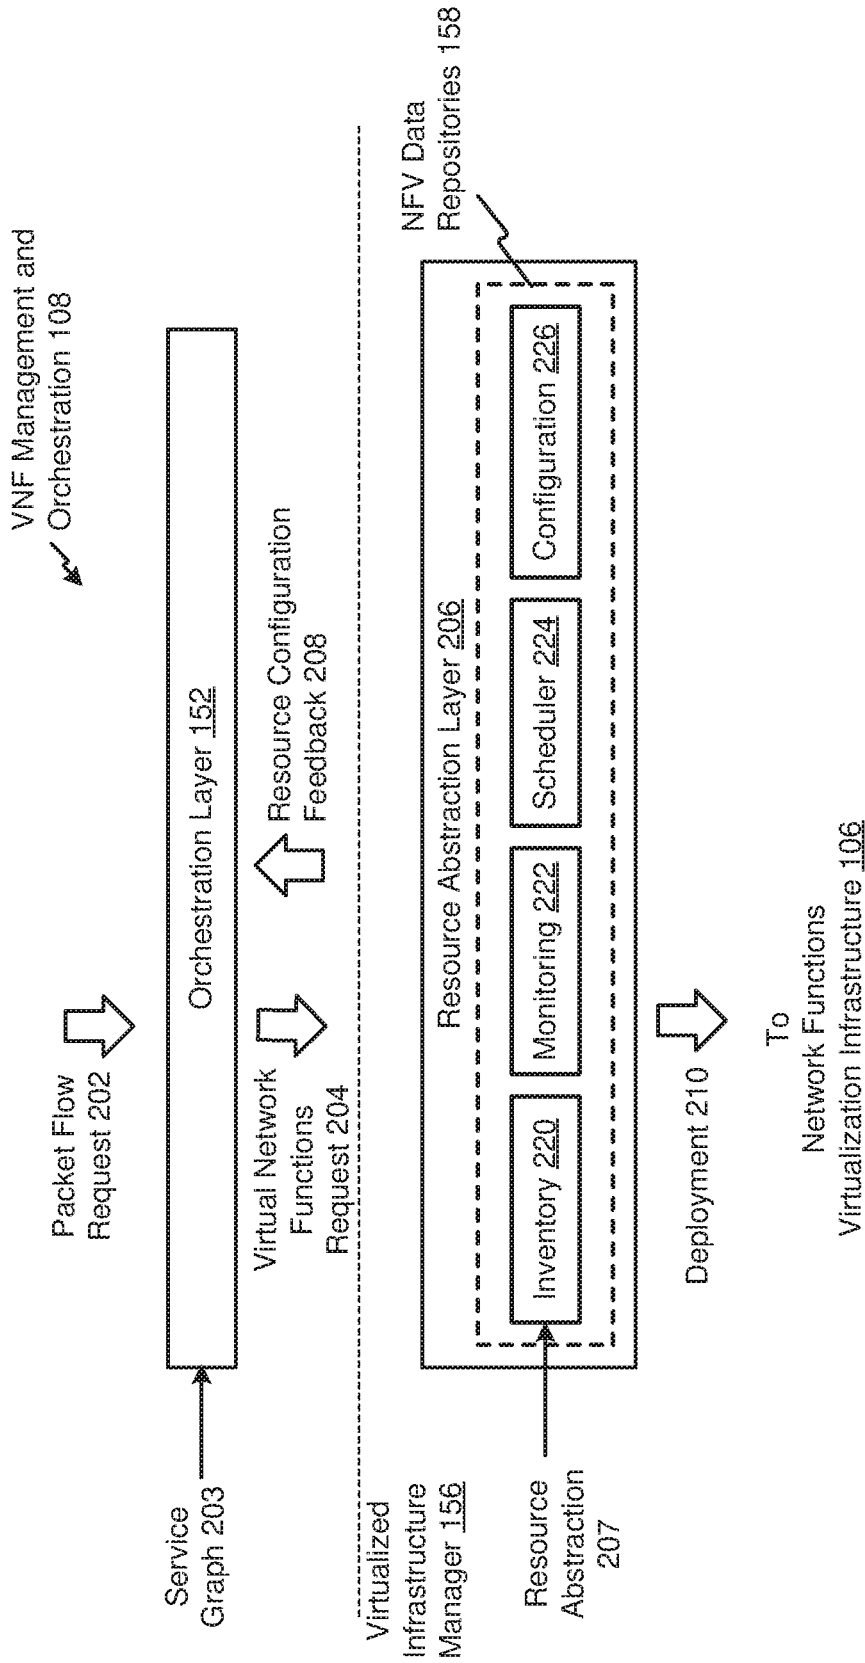 VNF Management and
Orchestration 108
Packet Flow
Request 202
Service
Graph 203
Orchestration Layer 152
Virtual Network
Functions
Request 204
Resource Configuration
Feedback 208
Virtualized
Infrastructure
Manager 156
NFV Data
Repositories 158
Resource Abstraction Layer 206
Resource
Abstraction
207
Inventory 220
Monitoring 222
Scheduler 224
Configuration 226
Deployment 210
To
Network Functions
Virtualization Infrastructure 106